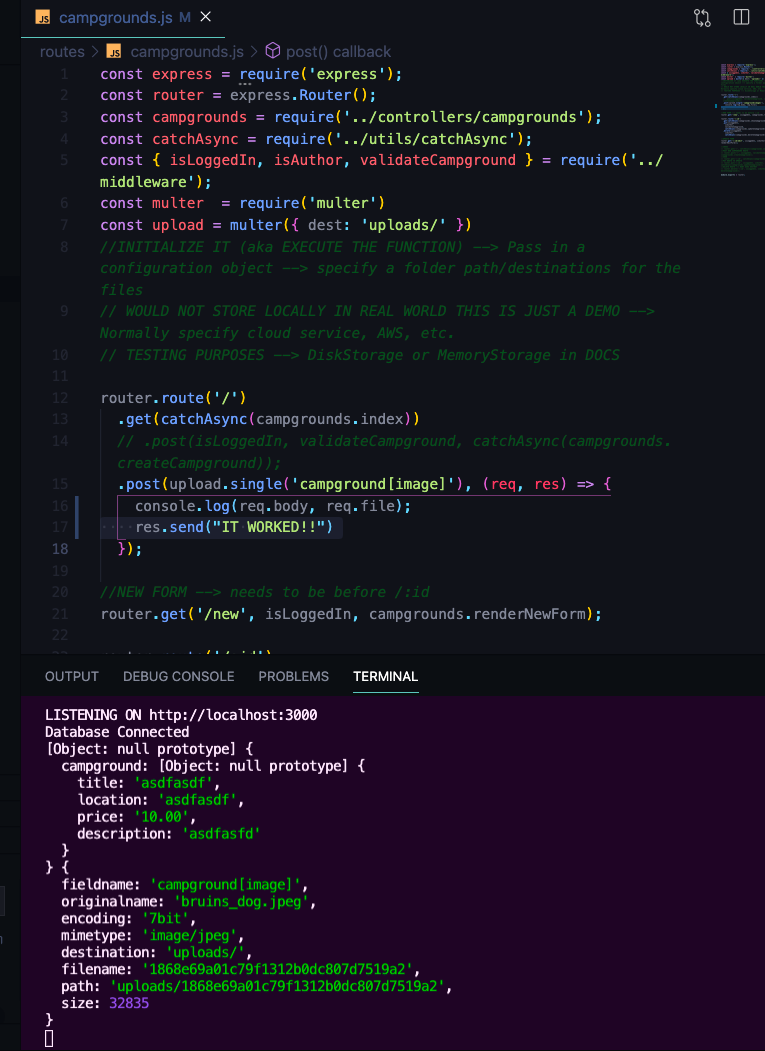 JS campgrounds.js M ×
routes > JS campgrounds.js > post() callback
1 const express = require('express');
2 const router = express.Router();
3 const campgrounds = require('../controllers/campgrounds');
4 const catchAsync = require('../utils/catchAsync');
5 const { isLoggedIn, isAuthor, validateCampground } = require('../
middleware');
6 const multer  = require('multer')
7 const upload = multer({ dest: 'uploads/' })
8 //INITIALIZE IT (aka EXECUTE THE FUNCTION) --> Pass in a
configuration object --> specify a folder path/destinations for the
files
9 // WOULD NOT STORE LOCALLY IN REAL WORLD THIS IS JUST A DEMO -->
Normally specify cloud service, AWS, etc.
10 // TESTING PURPOSES --> DiskStorage or MemoryStorage in DOCS
11
12 router.route('/')
13   .get(catchAsync(campgrounds.index))
14   // .post(isLoggedIn, validateCampground, catchAsync(campgrounds.
createCampground));
15   .post(upload.single('campground[image]'), (req, res) => {
16     console.log(req.body, req.file);
17     res.send("IT WORKED!!")
18   });
19
20 //NEW FORM --> needs to be before /:id
21 router.get('/new', isLoggedIn, campgrounds.renderNewForm);
22
OUTPUT DEBUG CONSOLE PROBLEMS TERMINAL
LISTENING ON http://localhost:3000
Database Connected
[Object: null prototype] {
  campground: [Object: null prototype] {
    title: 'asdfasdf',
    location: 'asdfasdf',
    price: '10.00',
    description: 'asdfasfd'
  }
} {
  fieldname: 'campground[image]',
  originalname: 'bruins_dog.jpeg',
  encoding: '7bit',
  mimetype: 'image/jpeg',
  destination: 'uploads/',
  filename: '1868e69a01c79f1312b0dc807d7519a2',
  path: 'uploads/1868e69a01c79f1312b0dc807d7519a2',
  size: 32835
}